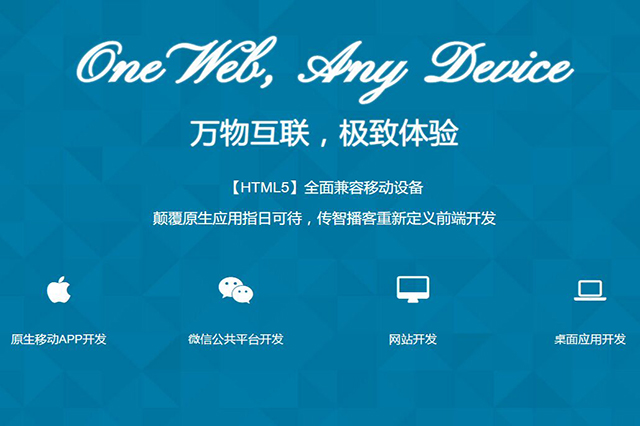 One Web, Any Device
万物互联，极致体验
【HTML5】全面兼容移动设备
颠覆原生应用指日可待，传智播客重新定义前端开发
原生移动APP开发
微信公共平台开发
网站开发
桌面应用开发